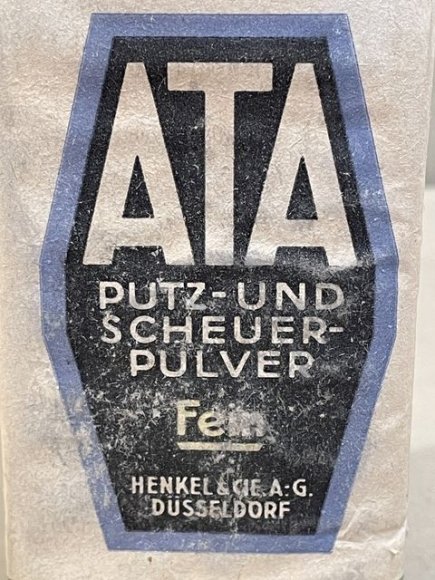 ATA
PUTZ-UND
SCHEUER-
PULVER
Fein
HENKEL & CIE. A.-G.
DÜSSELDORF